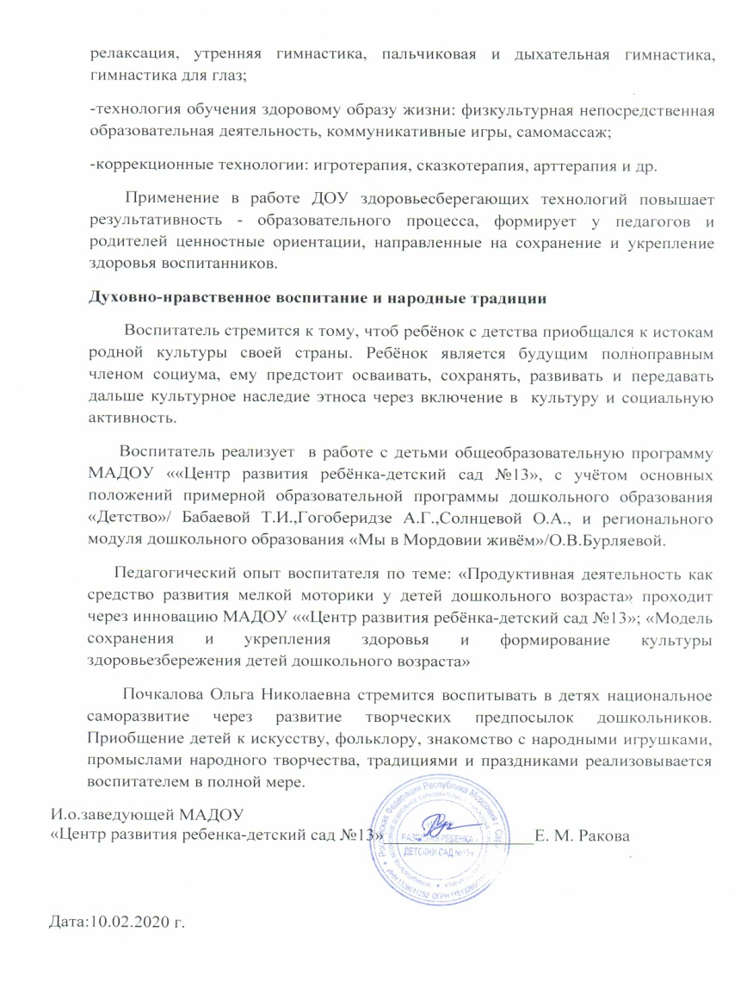 релаксация, утренняя гимнастика, пальчиковая и дыхательная гимнастика,
гимнастика для глаз;
-технология обучения здоровому образу жизни: физкультурная непосредственная
образовательная деятельность, коммуникативные игры, самомассаж;
-коррекционные технологии: игротерапия, сказкотерапия, арттерапия и др.
Применение в работе ДОУ здоровьесберегающих технологий повышает
результативность - образовательного процесса, формирует у педагогов и
родителей ценностные ориентации, направленные на сохранение и укрепление
здоровья воспитанников.
Духовно-нравственное воспитание и народные традиции
Воспитатель стремится к тому, чтоб ребёнок с детства приобщался к истокам
родной культуры своей страны. Ребёнок является будущим полноправным
членом социума, ему предстоит осваивать, сохранять, развивать и передавать
дальше культурное наследие этноса через включение в культуру и социальную
активность.
Воспитатель реализует в работе с детьми общеобразовательную программу
МАДОУ ««Центр развития ребёнка-детский сад №13», с учётом основных
положений примерной образовательной программы дошкольного образования
«Детство»/ Бабаевой Т.И.,Гогоберидзе А.Г.,Солнцевой О.А., и регионального
модуля дошкольного образования «Мы в Мордовии живём»/О.В.Бурляевой.
Педагогический опыт воспитателя по теме: «Продуктивная деятельность как
средство развития мелкой моторики у детей дошкольного возраста» проходит
через инновацию МАДОУ ««Центр развития ребёнка-детский сад №13»; «Модель
сохранения и укрепления здоровья и формирование культуры
здоровьезбережения детей дошкольного возраста»
Почкалова Ольга Николаевна стремится воспитывать в детях национальное
саморазвитие через развитие творческих предпосылок дошкольников.
Приобщение детей к искусству, фольклору, знакомство с народными игрушками,
промыслами народного творчества, традициями и праздниками реализовывается
воспитателем в полной мере.
И.о.заведующей МАДОУ
«Центр развития ребенка-детский сад №13»____________________Е. М. Ракова
Российская Федерация Республика Мордовия г. Сар
РАЗВИТИЯ РЕБЕНКА -
ДЕТСКИЙ САД №13»
Дата:10.02.2020 г.